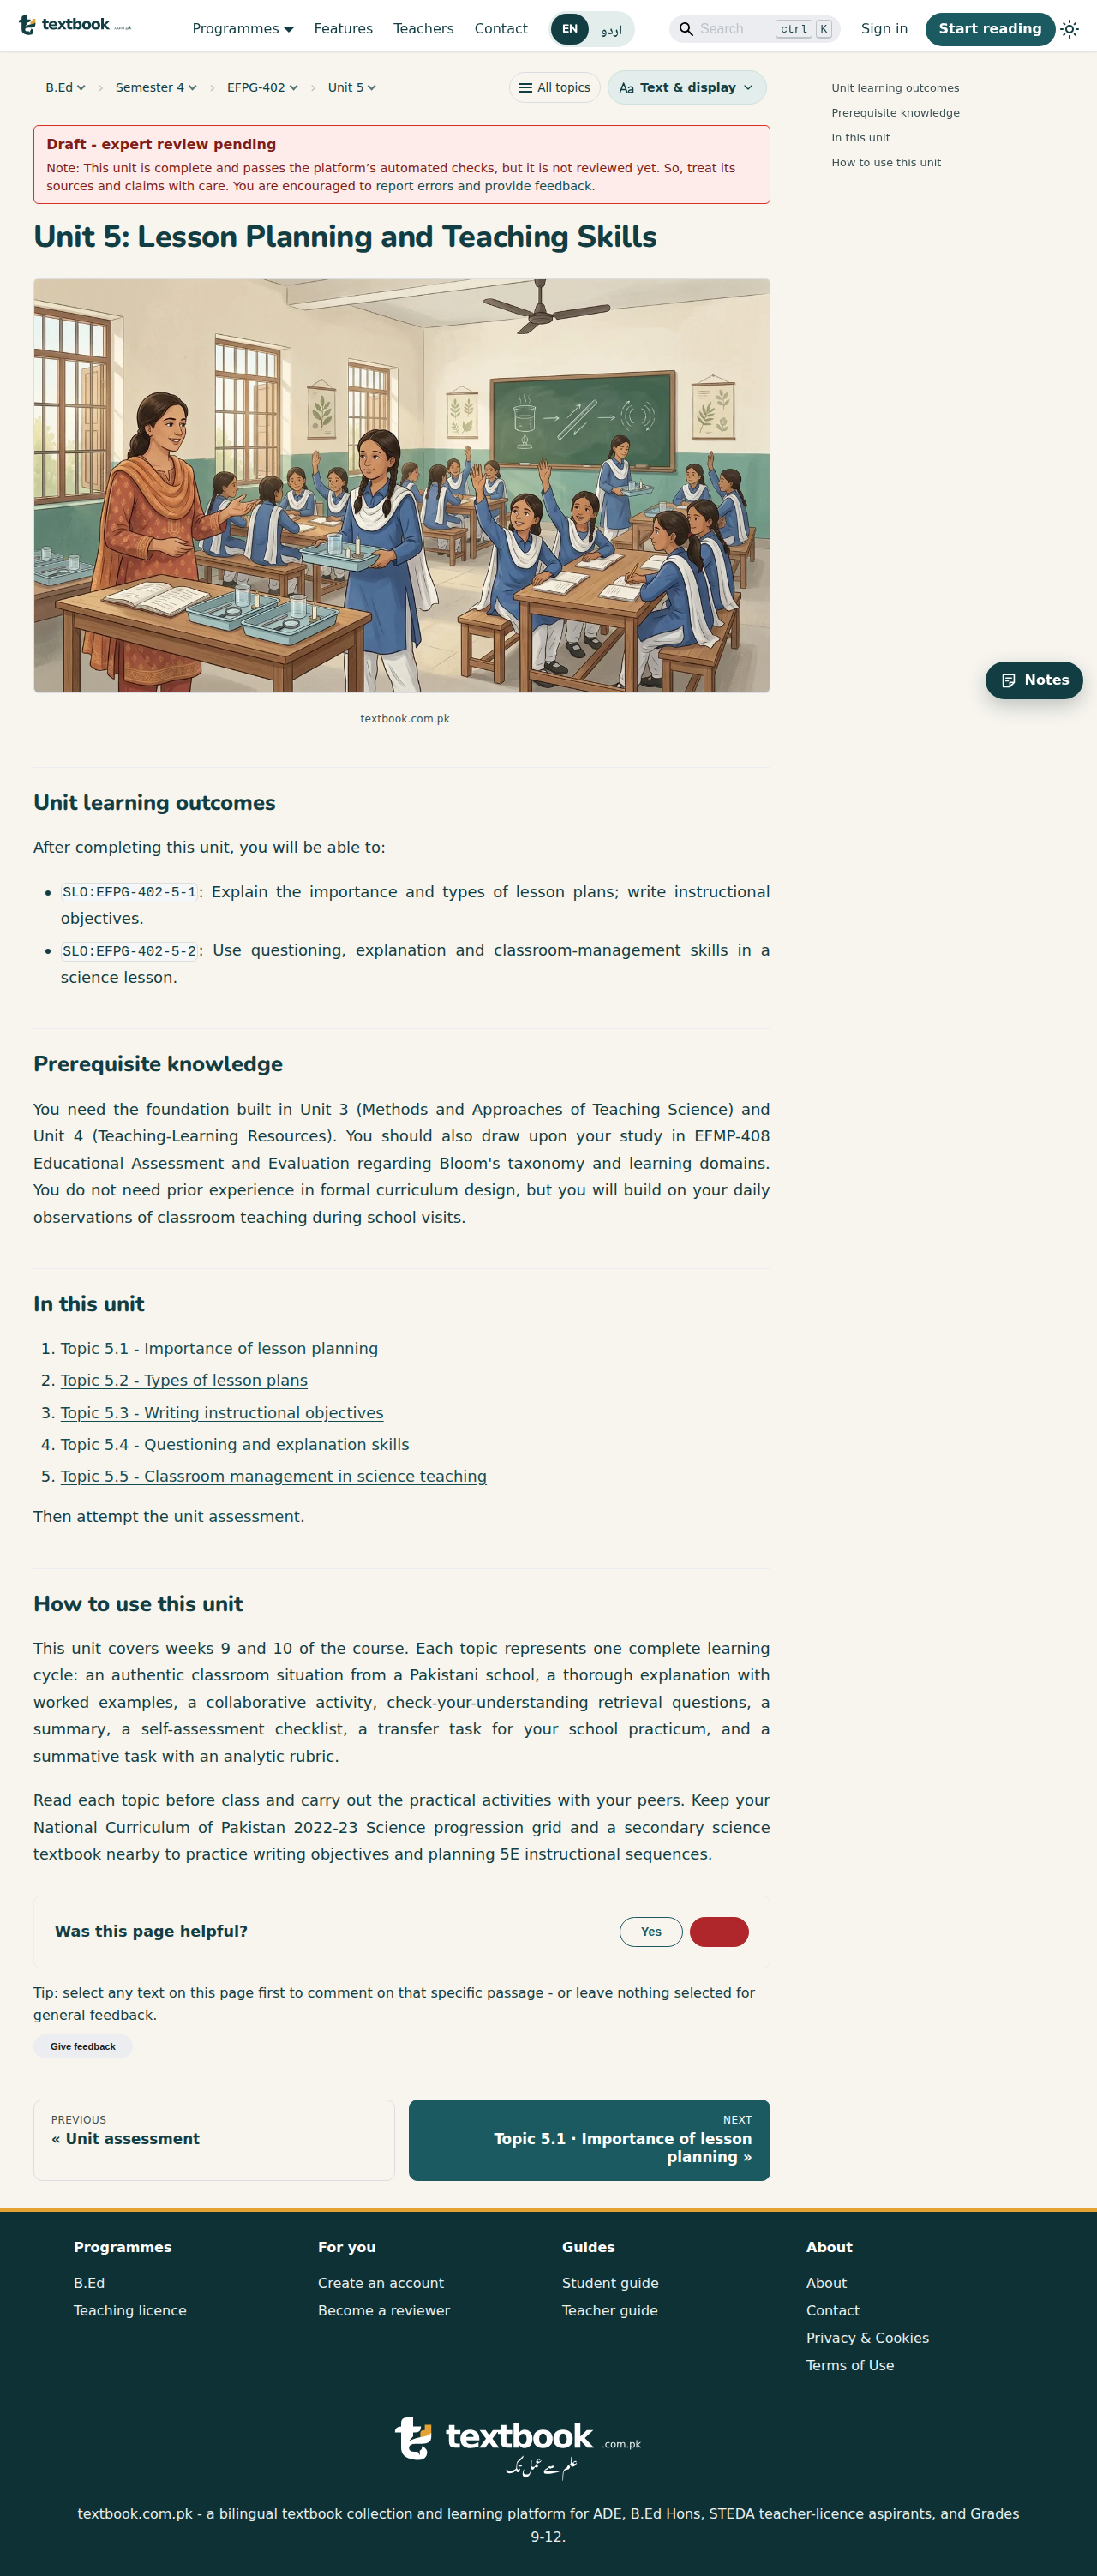 textbook .com.pk
Programmes Features Teachers Contact EN اردو Search ctrl K Sign in Start reading
B.Ed › Semester 4 › EFPG-402 › Unit 5 All topics Aa Text & display
Unit learning outcomes
Prerequisite knowledge
In this unit
How to use this unit
Draft - expert review pending
Note: This unit is complete and passes the platform’s automated checks, but it is not reviewed yet. So, treat its
sources and claims with care. You are encouraged to report errors and provide feedback.
Unit 5: Lesson Planning and Teaching Skills
Notes
textbook.com.pk
Unit learning outcomes
After completing this unit, you will be able to:
• SLO:EFPG-402-5-1: Explain the importance and types of lesson plans; write instructional
objectives.
• SLO:EFPG-402-5-2: Use questioning, explanation and classroom-management skills in a
science lesson.
Prerequisite knowledge
You need the foundation built in Unit 3 (Methods and Approaches of Teaching Science) and
Unit 4 (Teaching-Learning Resources). You should also draw upon your study in EFMP-408
Educational Assessment and Evaluation regarding Bloom's taxonomy and learning domains.
You do not need prior experience in formal curriculum design, but you will build on your daily
observations of classroom teaching during school visits.
In this unit
1. Topic 5.1 - Importance of lesson planning
2. Topic 5.2 - Types of lesson plans
3. Topic 5.3 - Writing instructional objectives
4. Topic 5.4 - Questioning and explanation skills
5. Topic 5.5 - Classroom management in science teaching
Then attempt the unit assessment.
How to use this unit
This unit covers weeks 9 and 10 of the course. Each topic represents one complete learning
cycle: an authentic classroom situation from a Pakistani school, a thorough explanation with
worked examples, a collaborative activity, check-your-understanding retrieval questions, a
summary, a self-assessment checklist, a transfer task for your school practicum, and a
summative task with an analytic rubric.
Read each topic before class and carry out the practical activities with your peers. Keep your
National Curriculum of Pakistan 2022-23 Science progression grid and a secondary science
textbook nearby to practice writing objectives and planning 5E instructional sequences.
Was this page helpful? Yes
Tip: select any text on this page first to comment on that specific passage - or leave nothing selected for
general feedback.
Give feedback
PREVIOUS
« Unit assessment
NEXT
Topic 5.1 · Importance of lesson
planning »
Programmes
B.Ed
Teaching licence
For you
Create an account
Become a reviewer
Guides
Student guide
Teacher guide
About
About
Contact
Privacy & Cookies
Terms of Use
textbook .com.pk
علم سے عمل تک
textbook.com.pk - a bilingual textbook collection and learning platform for ADE, B.Ed Hons, STEDA teacher-licence aspirants, and Grades
9-12.